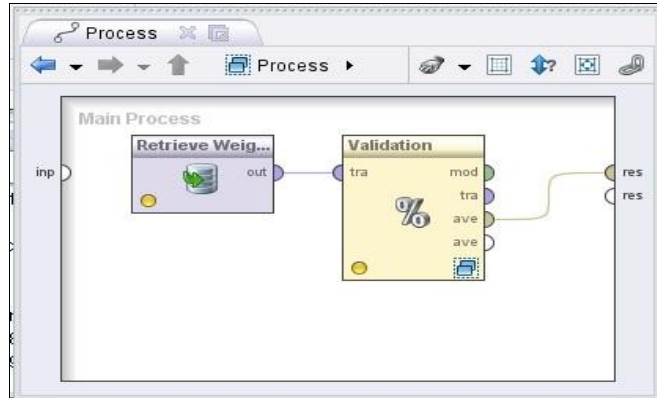 Process
Process
Main Process
Retrieve Weig...
out
Validation
tra
mod
tra
ave
ave
%
inp
res
res